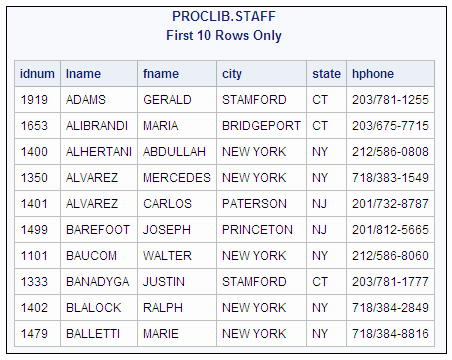 PROCLIB.STAFF
First 10 Rows Only
idnum lname fname city state hphone
1919 ADAMS GERALD STAMFORD CT 203/781-1255
1653 ALIBRANDI MARIA BRIDGEPORT CT 203/675-7715
1400 ALHERTANI ABDULLAH NEW YORK NY 212/586-0808
1350 ALVAREZ MERCEDES NEW YORK NY 718/383-1549
1401 ALVAREZ CARLOS PATERSON NJ 201/732-8787
1499 BAREFOOT JOSEPH PRINCETON NJ 201/812-5665
1101 BAUCOM WALTER NEW YORK NY 212/586-8060
1333 BANADYGA JUSTIN STAMFORD CT 203/781-1777
1402 BLALOCK RALPH NEW YORK NY 718/384-2849
1479 BALLETTI MARIE NEW YORK NY 718/384-8816